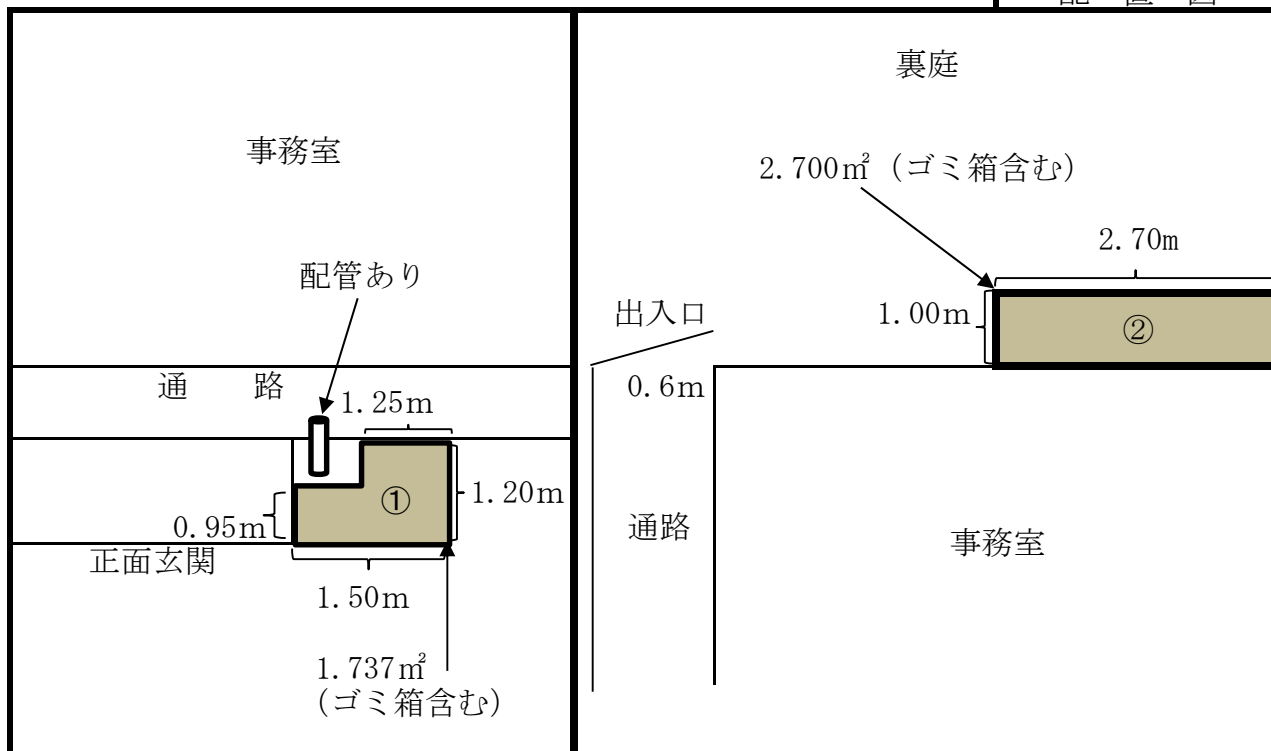 配 置 図
事務室
配管あり
通 路
1.25m
①
1.20m
0.95m
正面玄関
1.50m
1.737㎡
(ゴミ箱含む)
裏庭
2.700㎡(ゴミ箱含む)
2.70m
出入口
1.00m
②
0.6m
通路
事務室